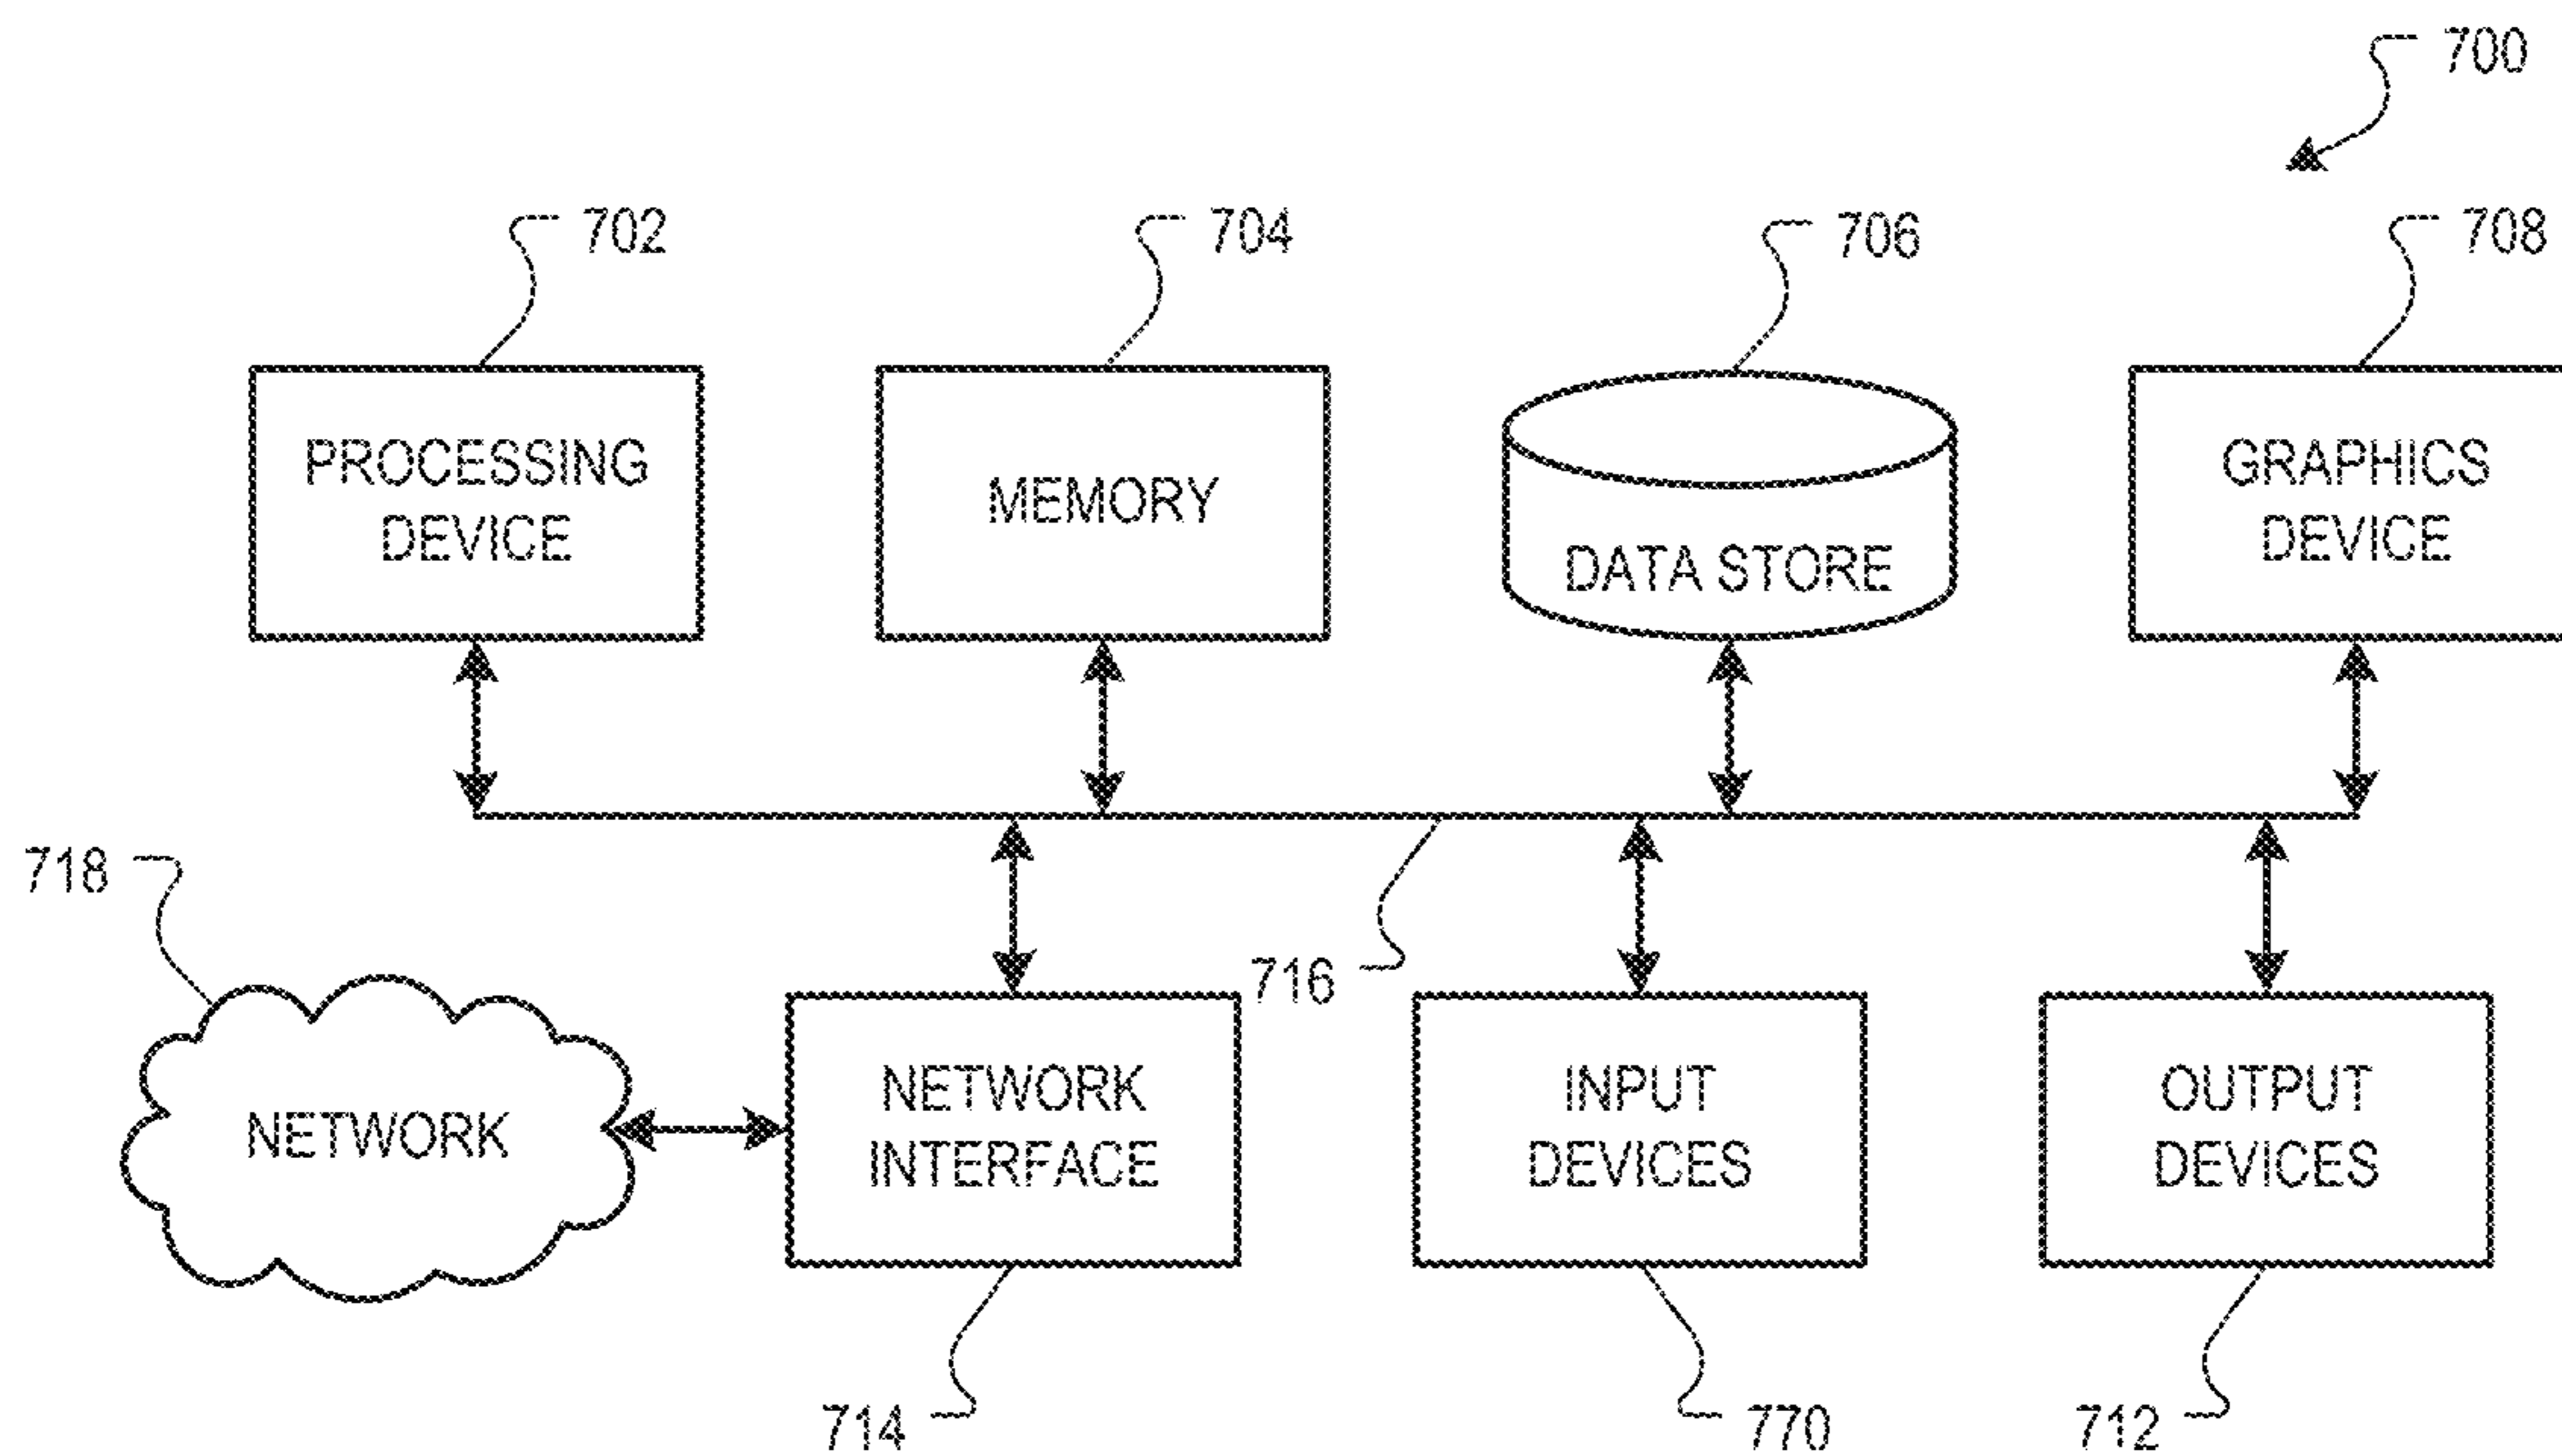 700
702
704
706
708
PROCESSING
DEVICE
MEMORY
DATA STORE
GRAPHICS
DEVICE
718
716
NETWORK
NETWORK
INTERFACE
INPUT
DEVICES
OUTPUT
DEVICES
714
770
712